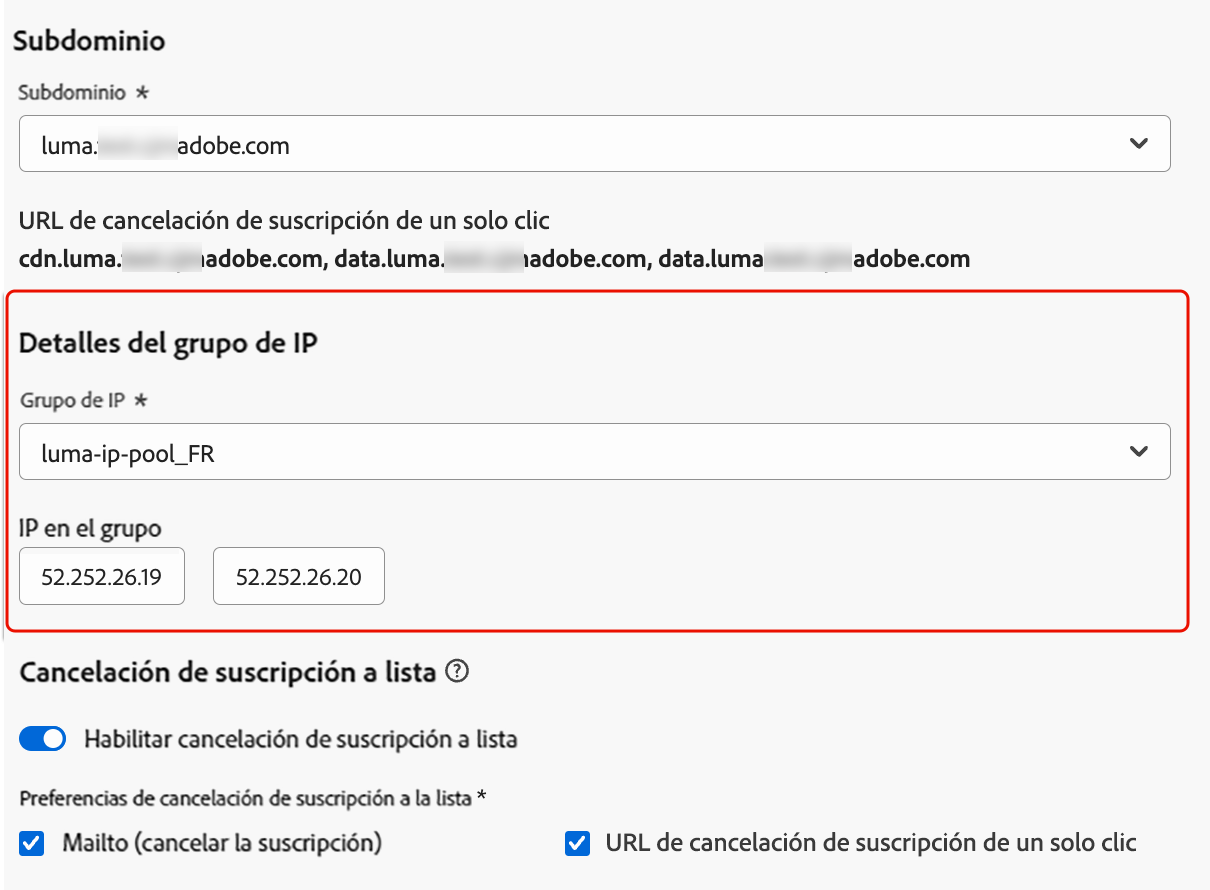 Subdominio
Subdominio *
luma. adobe.com
URL de cancelación de suscripción de un solo clic
cdn.luma. adobe.com, data.luma. adobe.com, data.luma adobe.com
Detalles del grupo de IP
Grupo de IP *
luma-ip-pool_FR
IP en el grupo
52.252.26.19 52.252.26.20
Cancelación de suscripción a lista ?
Habilitar cancelación de suscripción a lista
Preferencias de cancelación de suscripción a la lista *
Mailto (cancelar la suscripción) URL de cancelación de suscripción de un solo clic